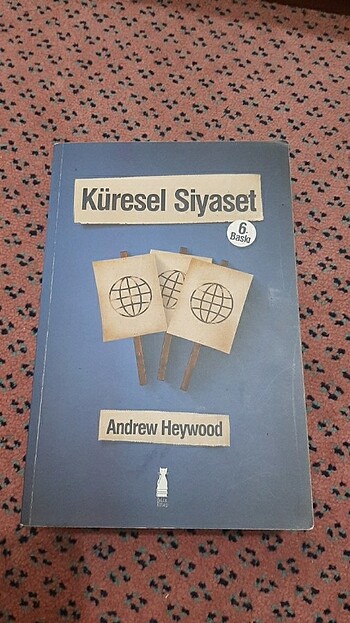 Küresel Siyaset
6.
Baskı
Andrew Heywood